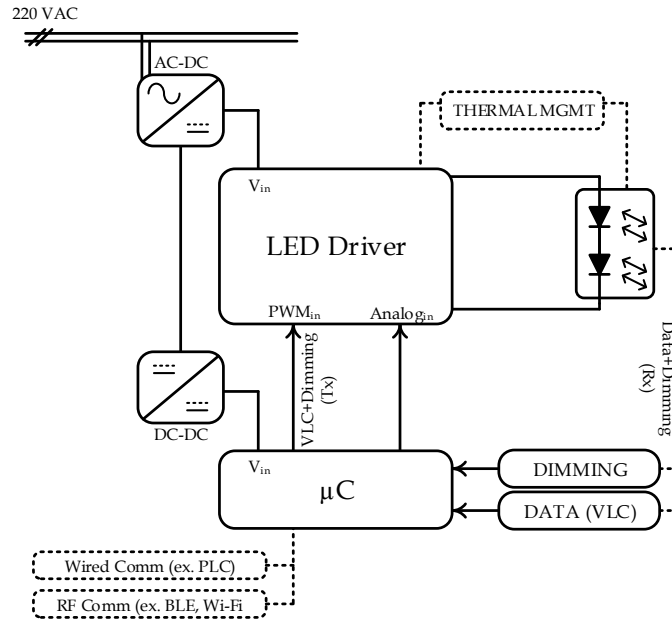 220 VAC
AC-DC
THERMAL MGMT
Vin
LED Driver
PWMin
Analogin
VLC+Dimming
(Tx)
Data+Dimming
(Rx)
DC-DC
Vin
µC
DIMMING
DATA (VLC)
Wired Comm (ex. PLC)
RF Comm (ex. BLE, Wi-Fi